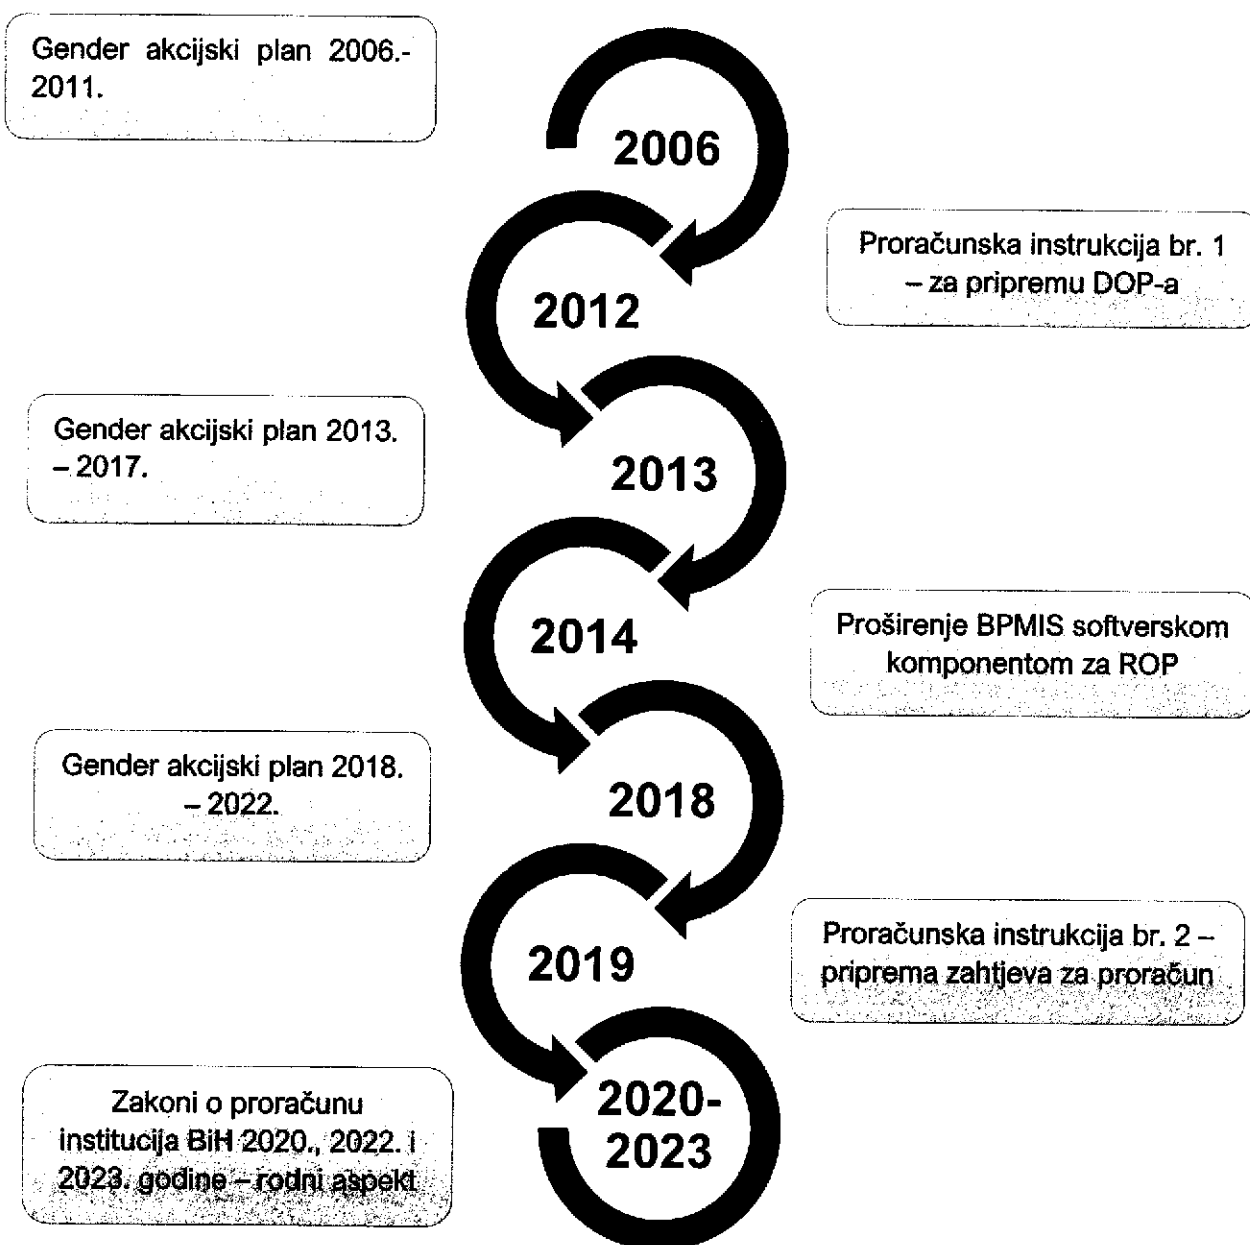 Gender akcijski plan 2006.-
2011.
2006
Proračunska instrukcija br. 1
– za pripremu DOP-a
2012
Gender akcijski plan 2013.
– 2017.
2013
Proširenje BPMIS softverskom
komponentom za ROP
2014
Gender akcijski plan 2018.
– 2022.
2018
Proračunska instrukcija br. 2 –
priprema zahtjeva za proračun
2019
Zakoni o proračunu
institucija BiH 2020., 2022. i
2023. godine – rodni aspekt
2020-
2023